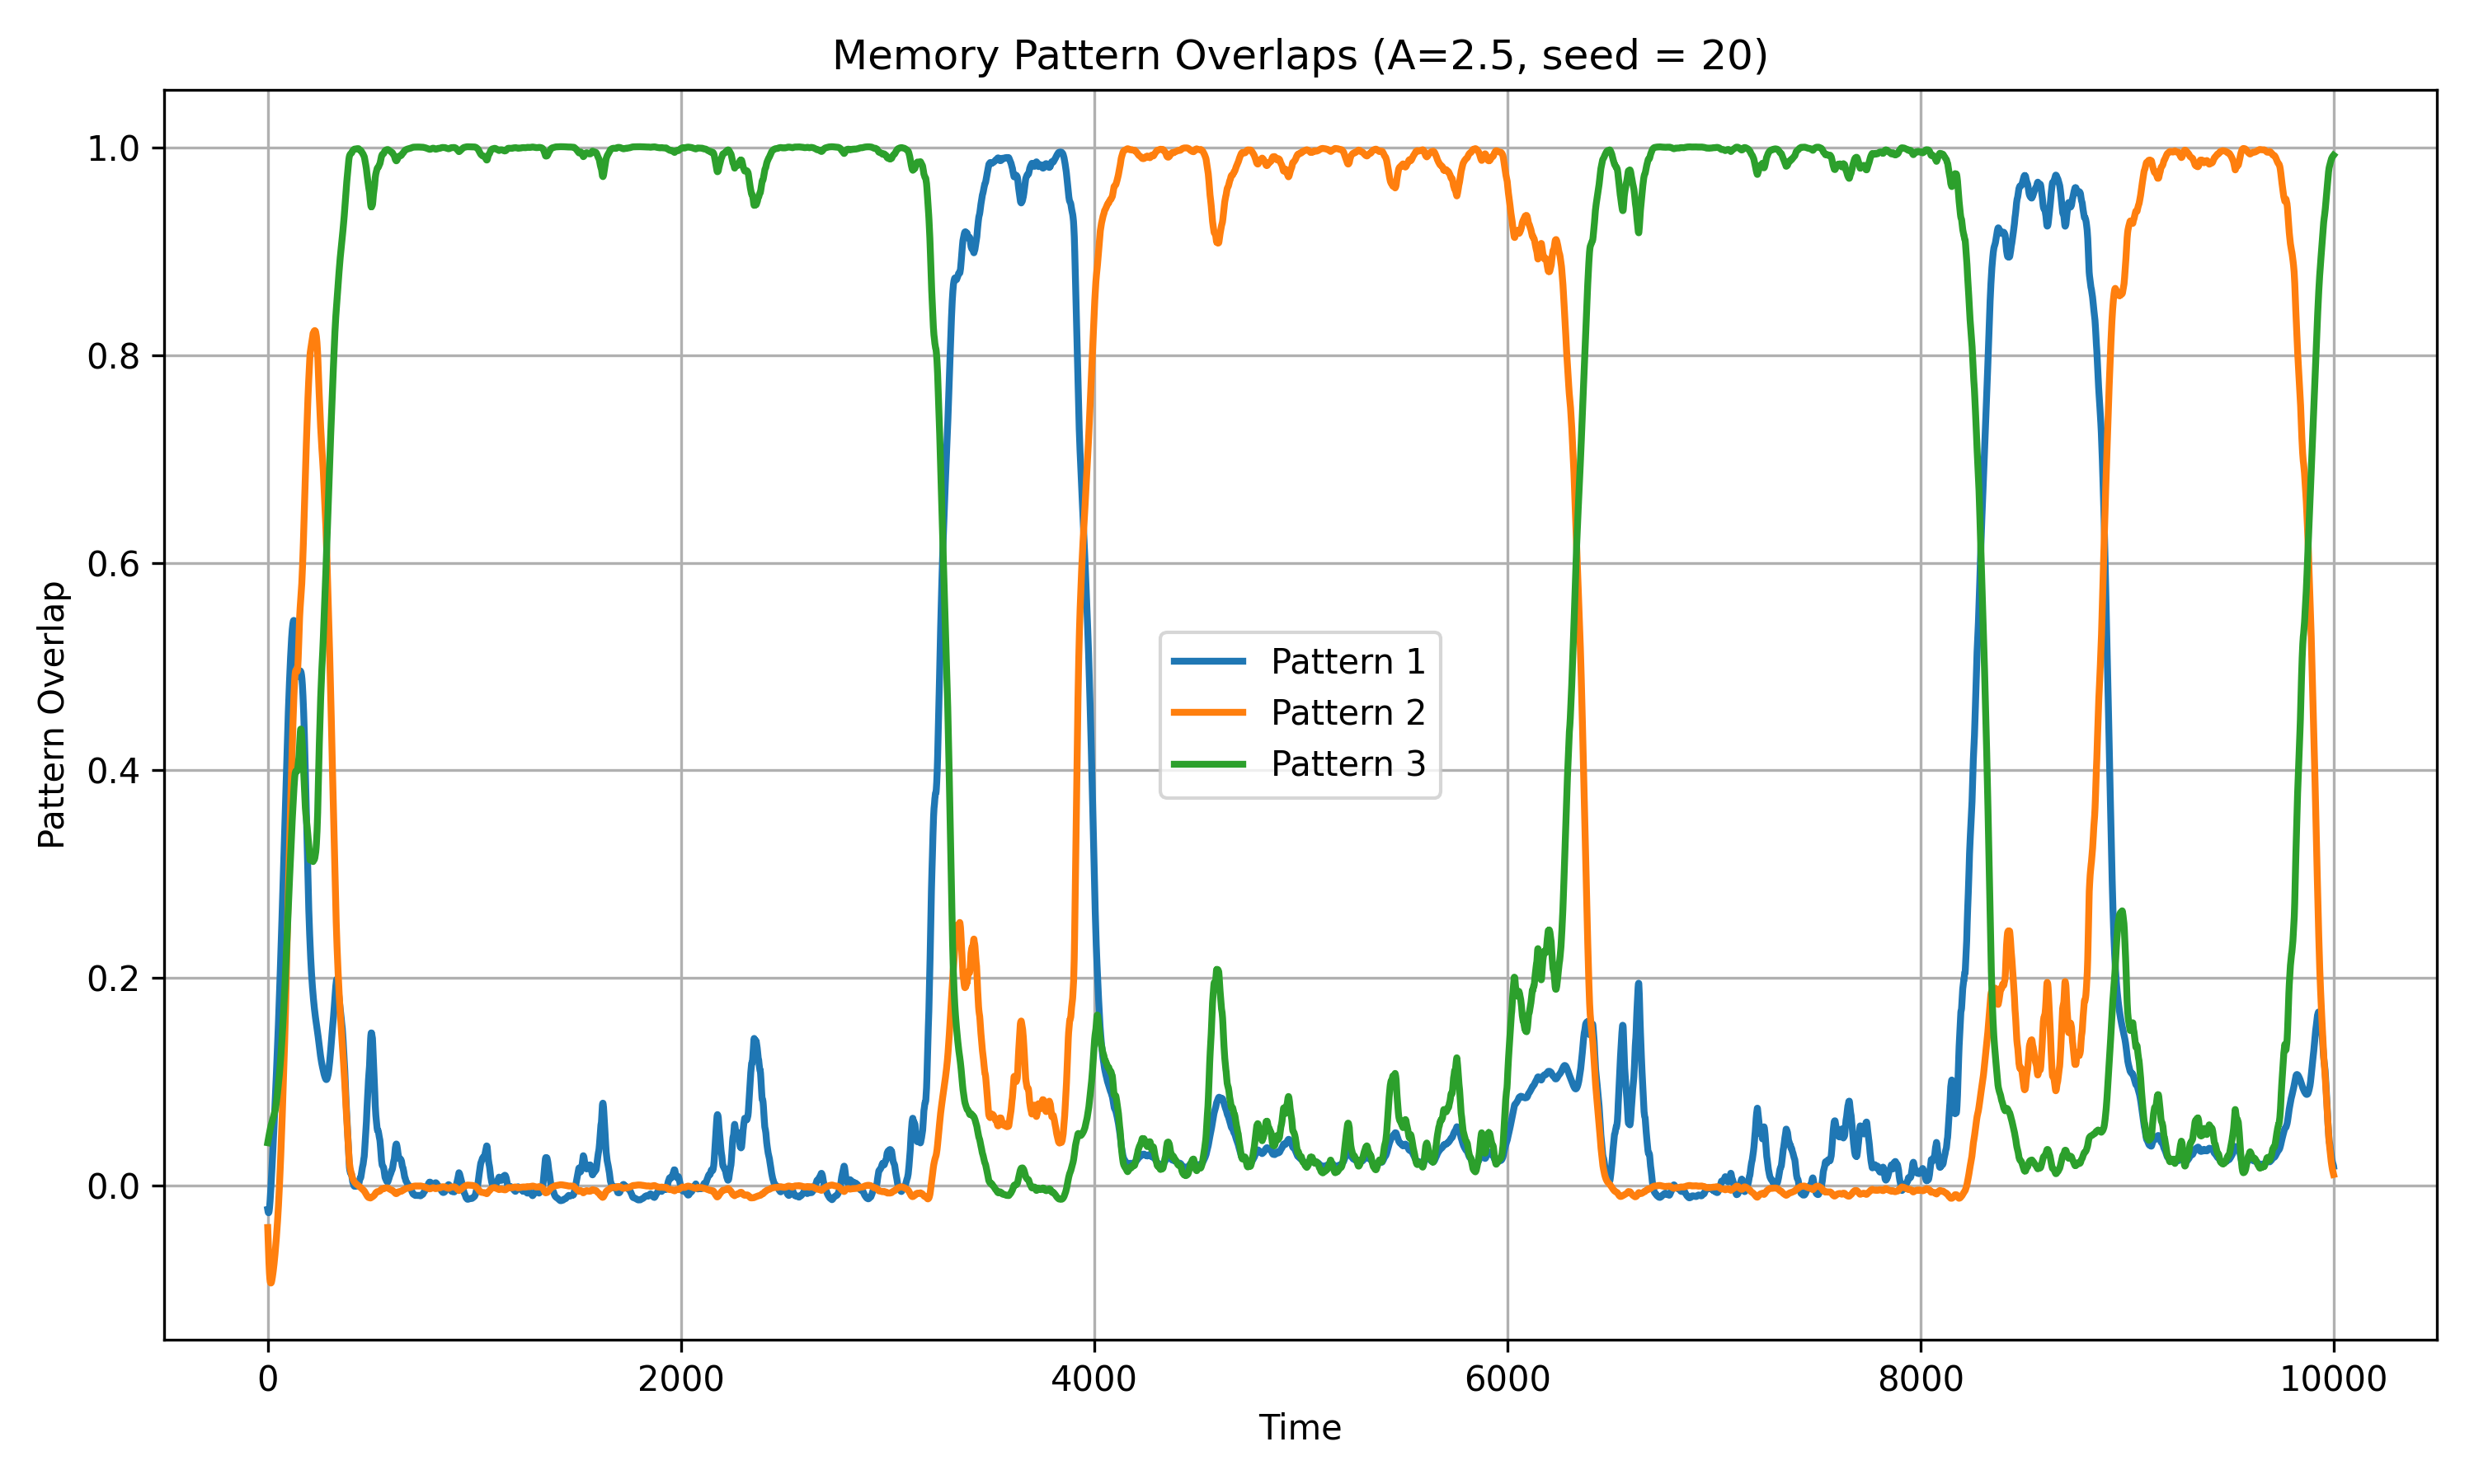 Memory Pattern Overlaps (A=2.5, seed = 20)
1.0
0.8
0.6
0.4
0.2
0.0
Pattern Overlap
Pattern 1
Pattern 2
Pattern 3
0 2000 4000 6000 8000 10000
Time